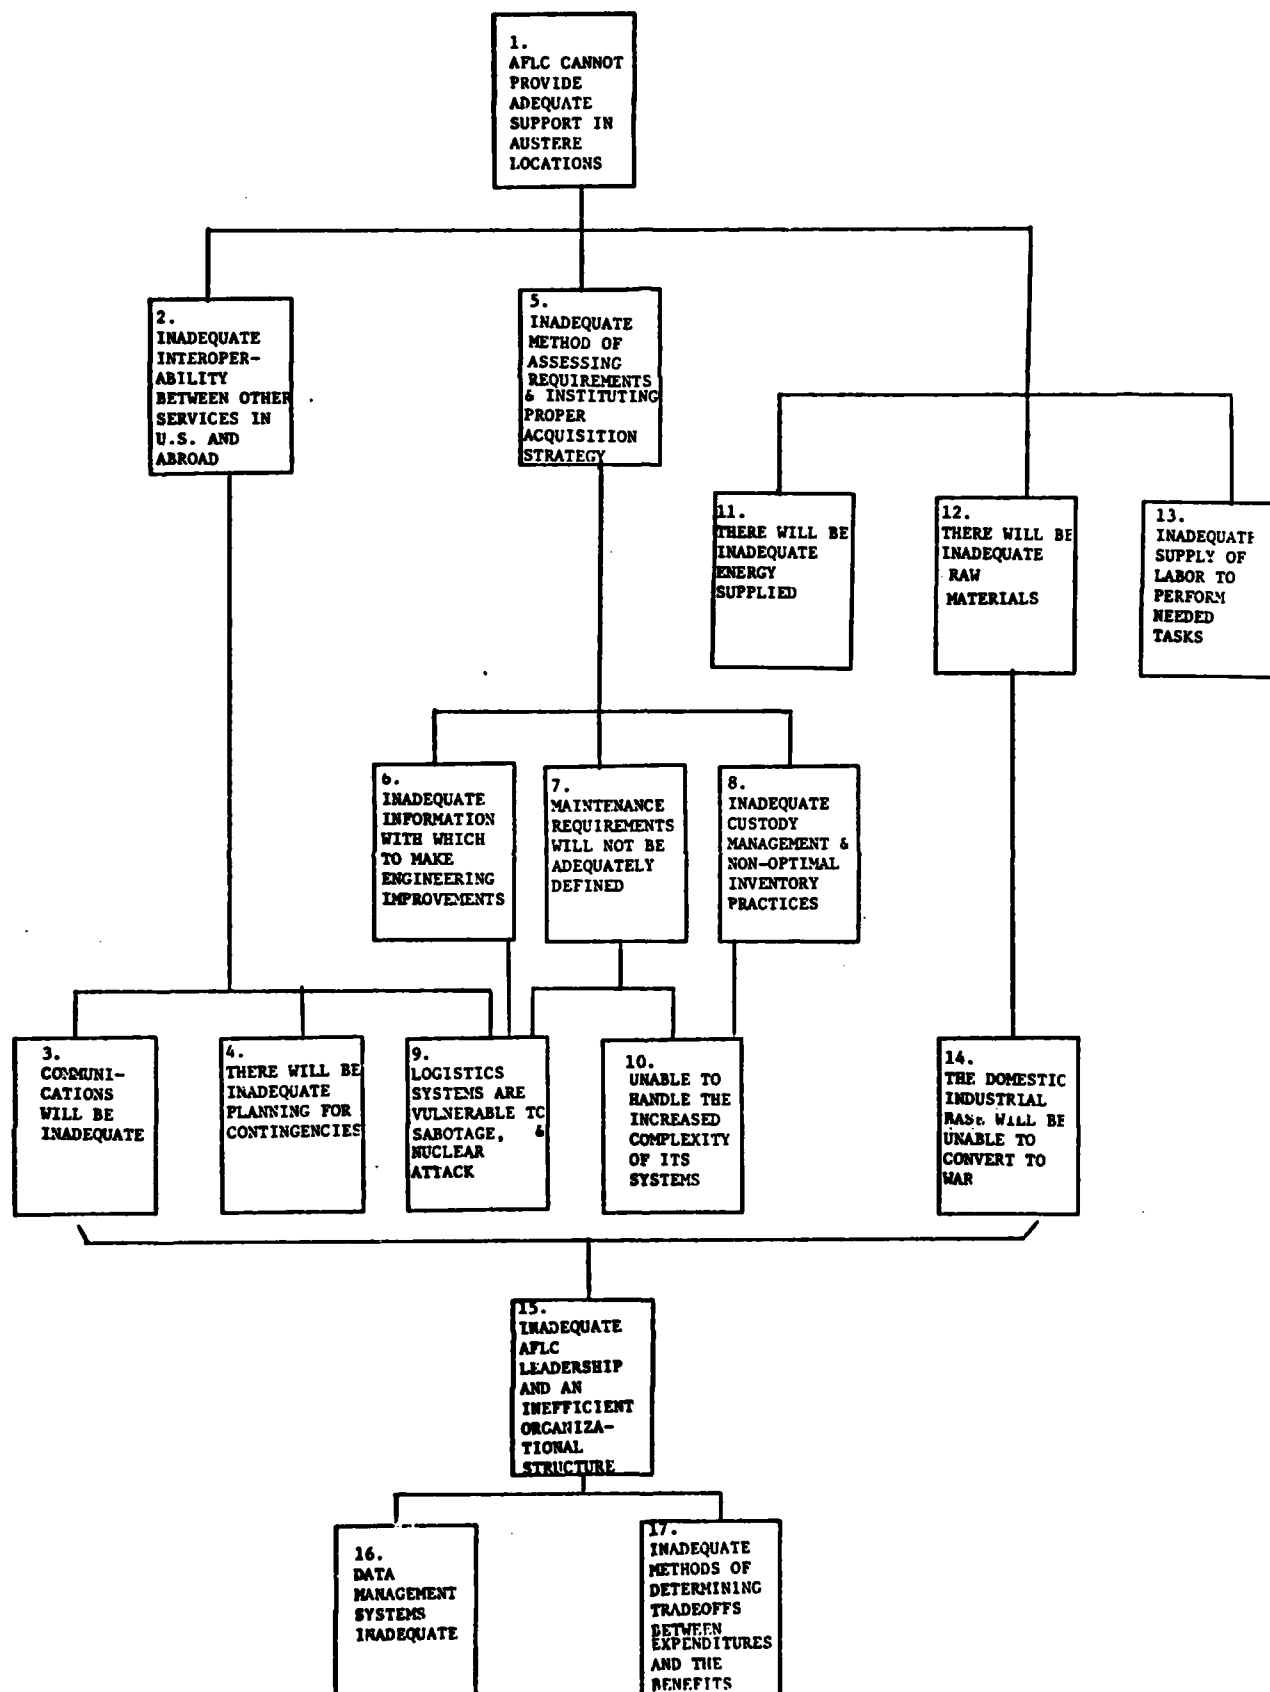 1.
AFLC CANNOT
PROVIDE
ADEQUATE
SUPPORT IN
AUSTERE
LOCATIONS
2.
INADEQUATE
INTEROPER-
ABILITY
BETWEEN OTHER
SERVICES IN
U.S. AND
ABROAD
5.
INADEQUATE
METHOD OF
ASSESSING
REQUIREMENTS
& INSTITUTING
PROPER
ACQUISITION
STRATEGY
11.
THERE WILL BE
INADEQUATE
ENERGY
SUPPLIED
12.
THERE WILL BE
INADEQUATE
RAW
MATERIALS
13.
INADEQUATE
SUPPLY OF
LABOR TO
PERFORM
NEEDED
TASKS
6.
INADEQUATE
INFORMATION
WITH WHICH
TO MAKE
ENGINEERING
IMPROVEMENTS
7.
MAINTENANCE
REQUIREMENTS
WILL NOT BE
ADEQUATELY
DEFINED
8.
INADEQUATE
CUSTODY
MANAGEMENT &
NON-OPTIMAL
INVENTORY
PRACTICES
3.
COMMUNI-
CATIONS
WILL BE
INADEQUATE
4.
THERE WILL BE
INADEQUATE
PLANNING FOR
CONTINGENCIES
9.
LOGISTICS
SYSTEMS ARE
VULNERABLE TO
SABOTAGE, &
NUCLEAR
ATTACK
10.
UNABLE TO
HANDLE THE
INCREASED
COMPLEXITY
OF ITS
SYSTEMS
14.
THE DOMESTIC
INDUSTRIAL
BASE WILL BE
UNABLE TO
CONVERT TO
WAR
15.
INADEQUATE
AFLC
LEADERSHIP
AND AN
INEFFICIENT
ORGANIZA-
TIONAL
STRUCTURE
16.
DATA
MANAGEMENT
SYSTEMS
INADEQUATE
17.
INADEQUATE
METHODS OF
DETERMINING
TRADEOFFS
BETWEEN
EXPENDITURES
AND THE
BENEFITS